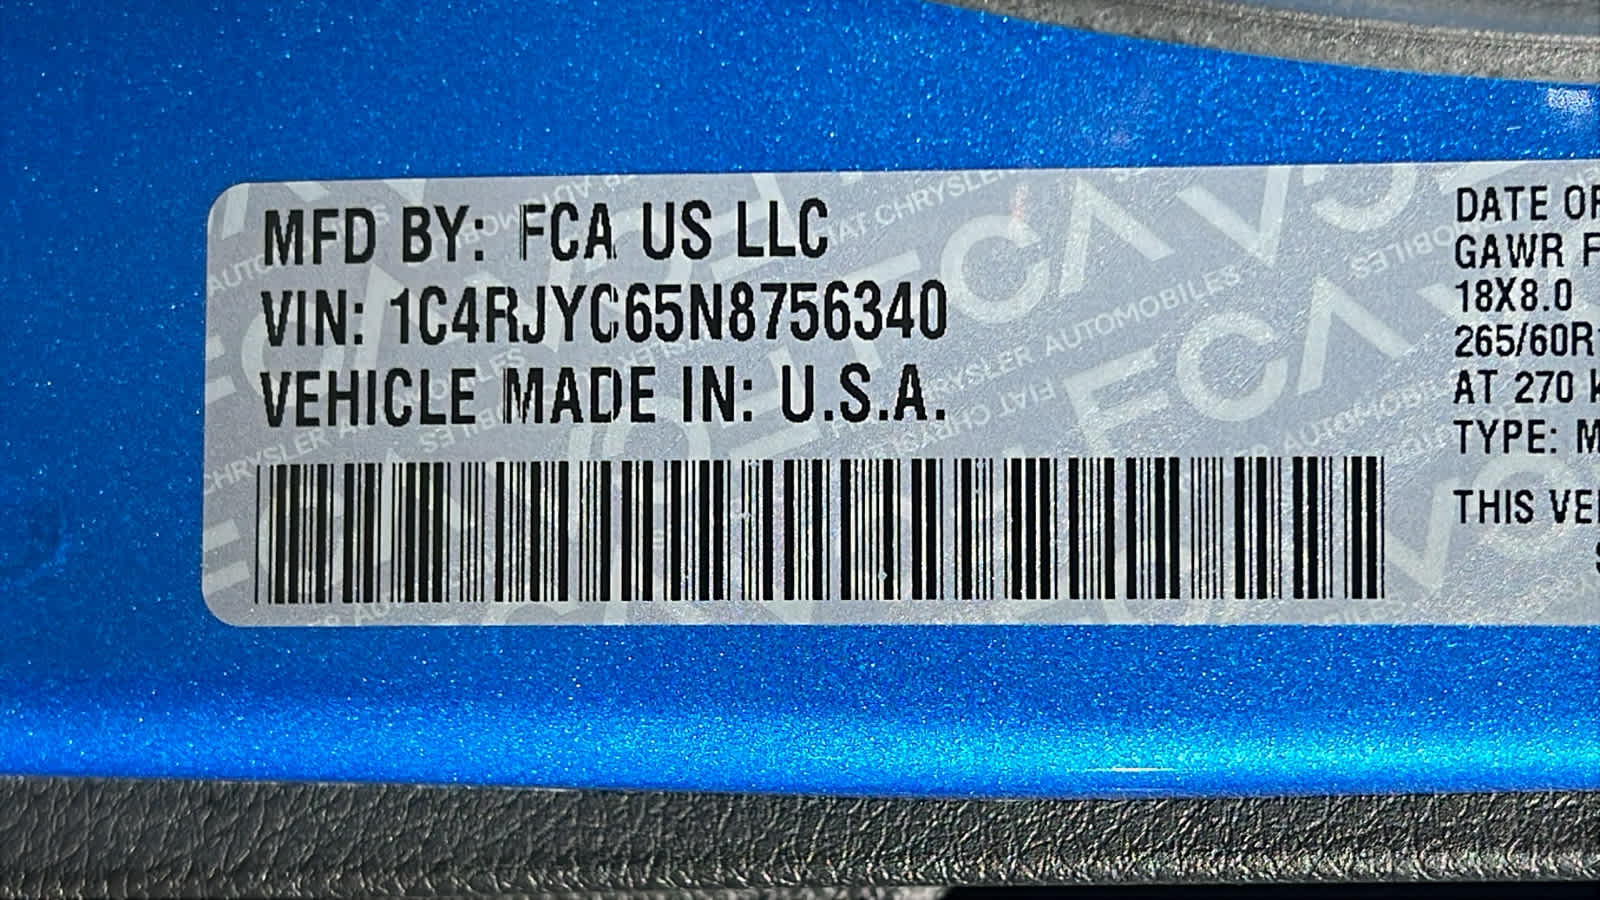 MFD BY: FCA US LLC
VIN: 1C4RJYC65N8756340
VEHICLE MADE IN: U.S.A.
DATE OF
GAWR F
18X8.0
265/60R1
AT 270 k
TYPE: M
THIS VE